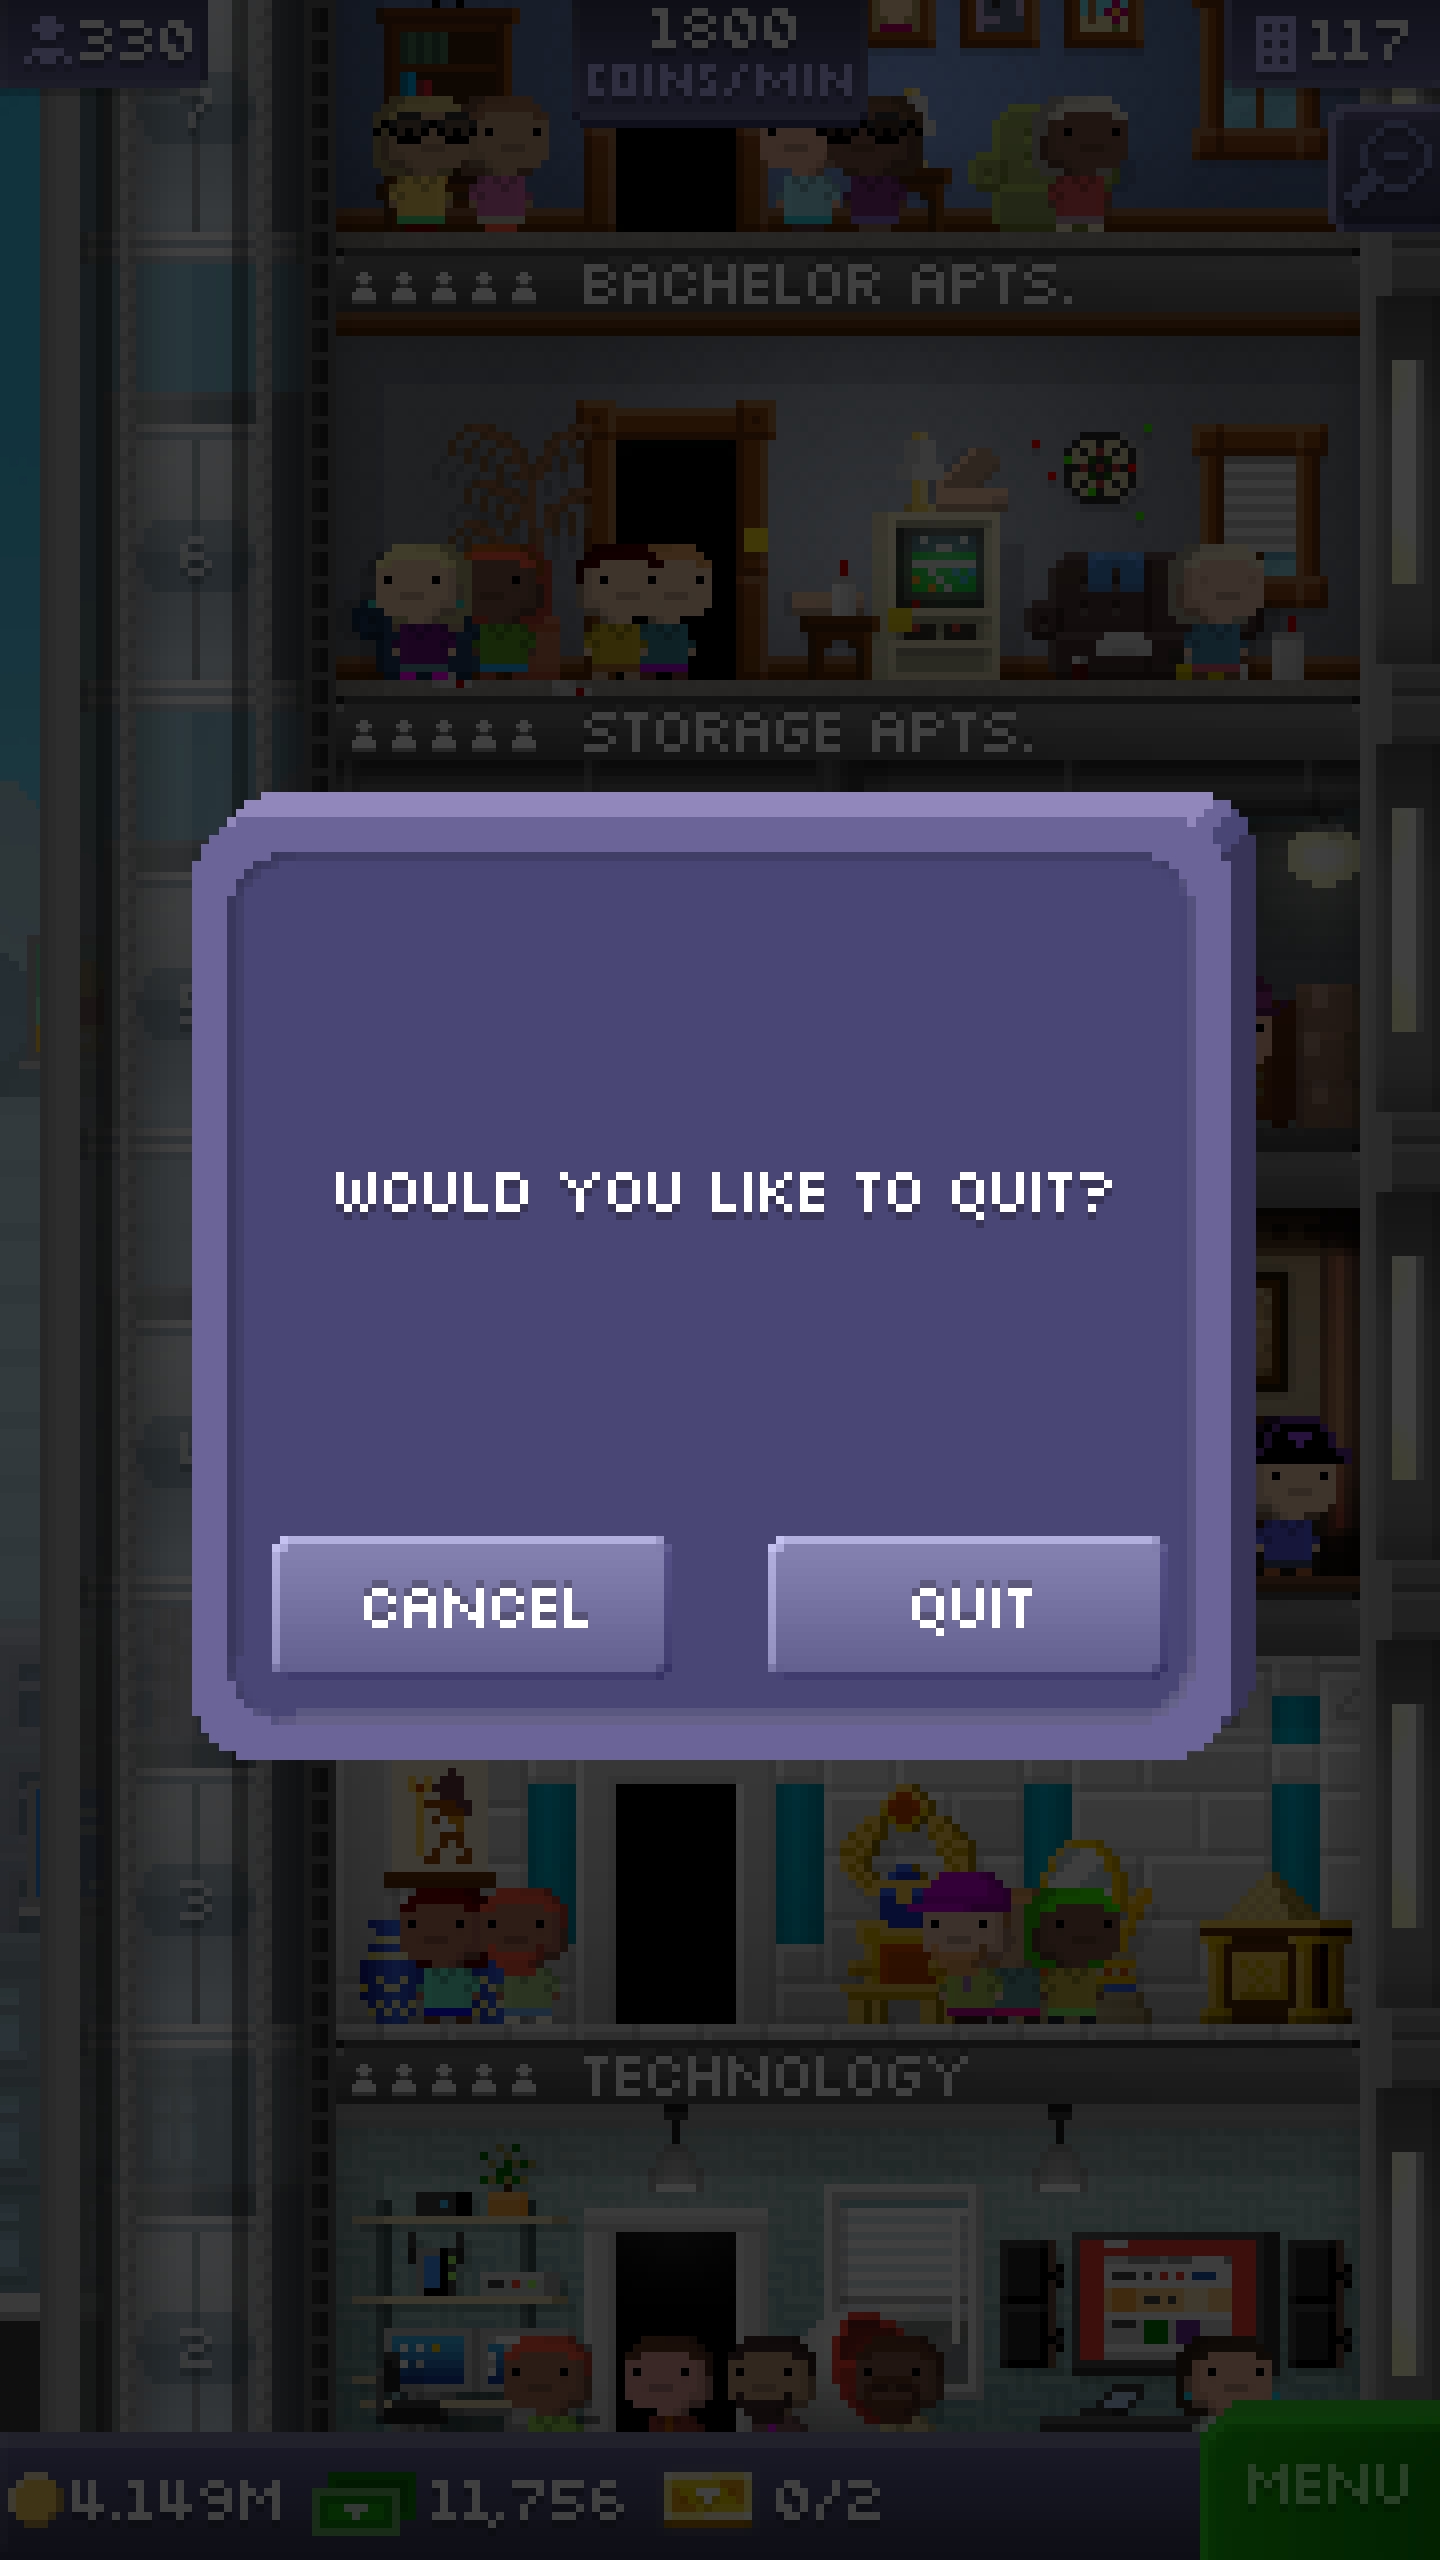 330
1800
COINS/MIN
117
7
BACHELOR APTS.
6
STORAGE APTS.
WOULD YOU LIKE TO QUIT?
CANCEL
QUIT
3
TECHNOLOGY
2
4.149M
11,756
0/2
MENU